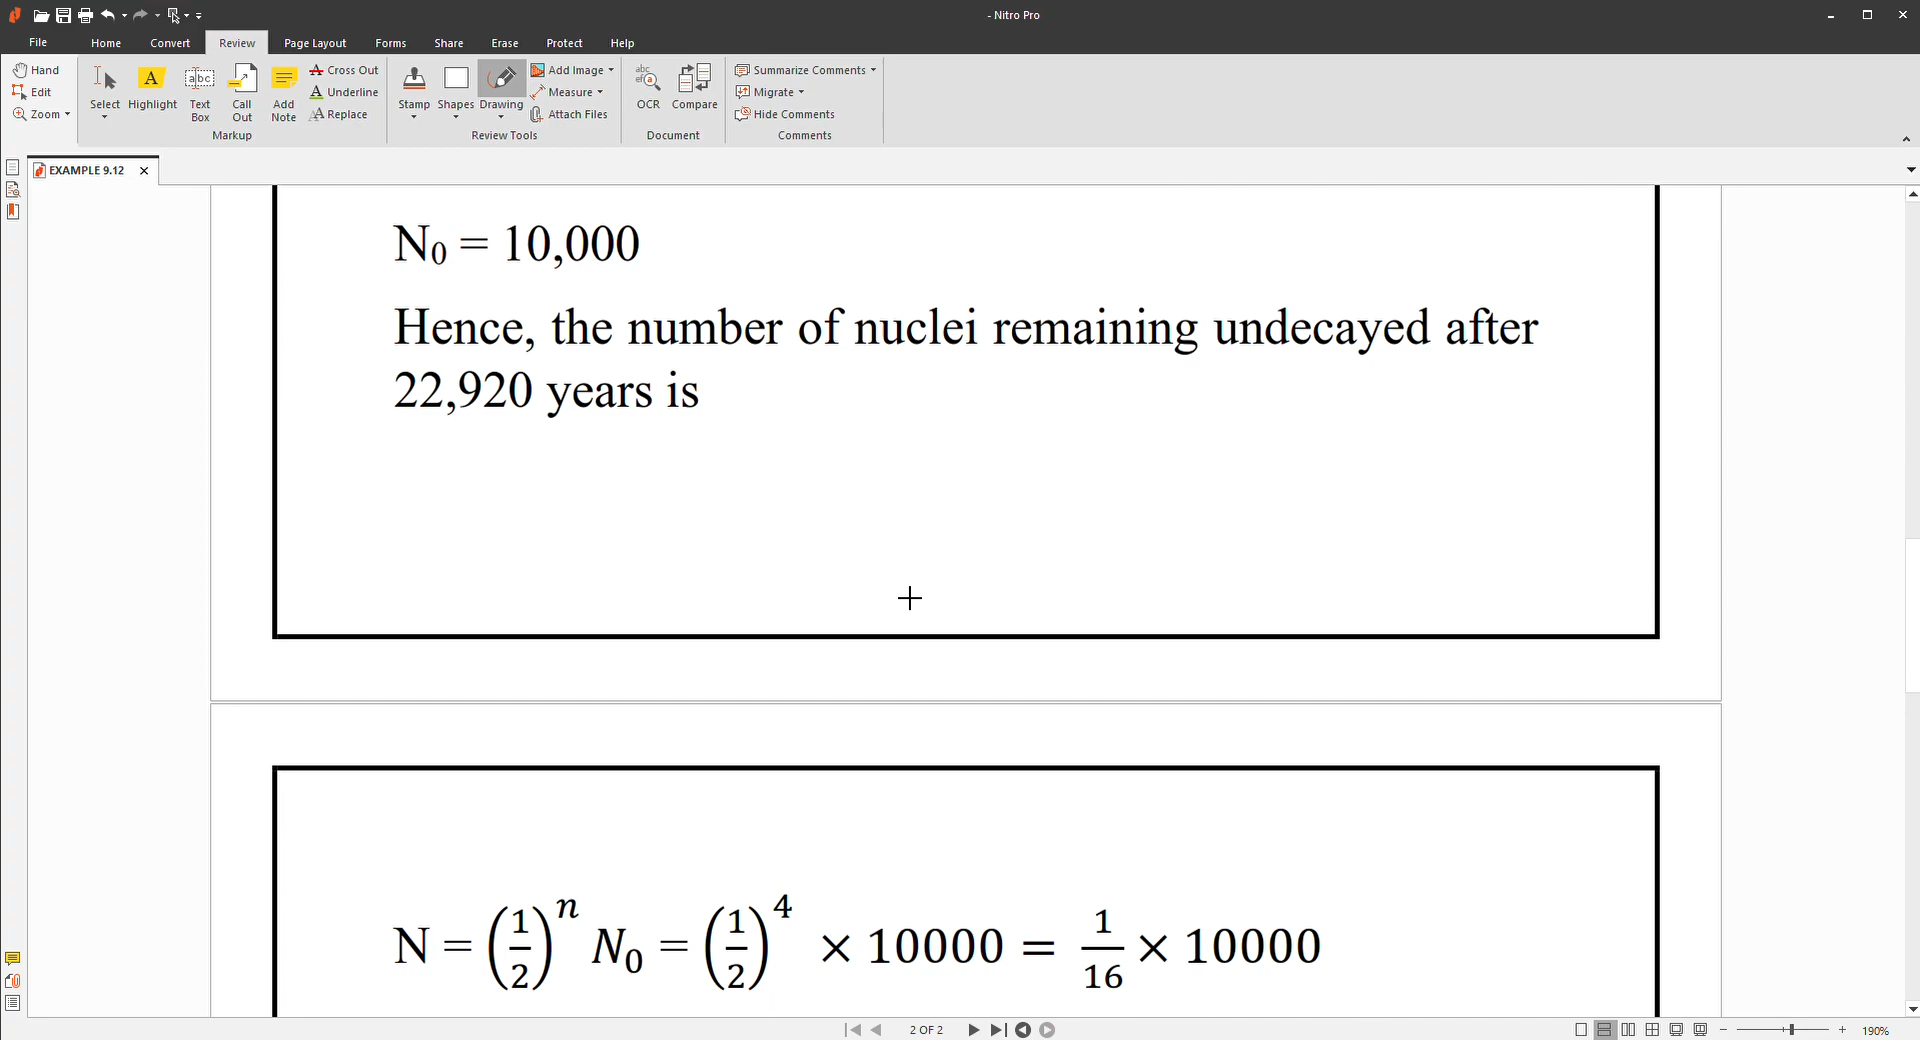 - Nitro Pro
File Home Convert Review Page Layout Forms Share Erase Protect Help
Hand
Edit
Zoom
Select
Highlight
Text Box
Call Out
Add Note
Cross Out
Underline
Replace
Markup
Stamp
Shapes
Drawing
Add Image
Measure
Attach Files
Review Tools
OCR
Compare
Document
Summarize Comments
Migrate
Hide Comments
Comments
EXAMPLE 9.12
N₀ = 10,000
Hence, the number of nuclei remaining undecayed after
22,920 years is
N = (1/2)ⁿ N₀ = (1/2)⁴ × 10000 = 1/16 × 10000
2 OF 2
190%